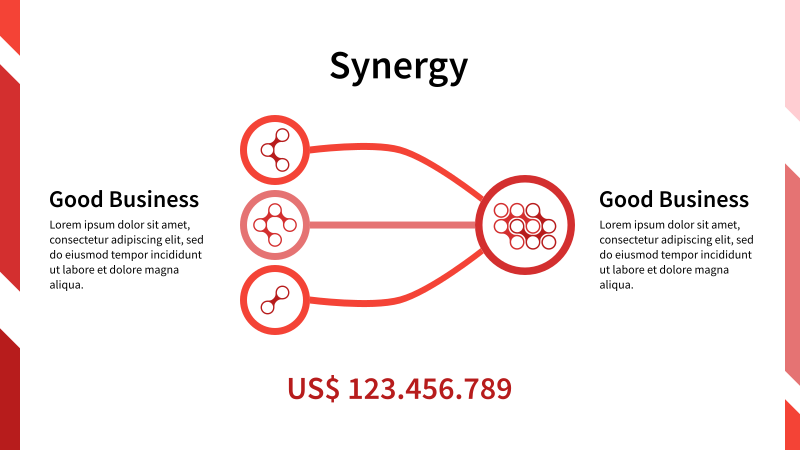 Synergy
Good Business
Lorem ipsum dolor sit amet,
consectetur adipiscing elit, sed
do eiusmod tempor incididunt
ut labore et dolore magna
aliqua.
Good Business
Lorem ipsum dolor sit amet,
consectetur adipiscing elit, sed
do eiusmod tempor incididunt
ut labore et dolore magna
aliqua.
US$ 123.456.789